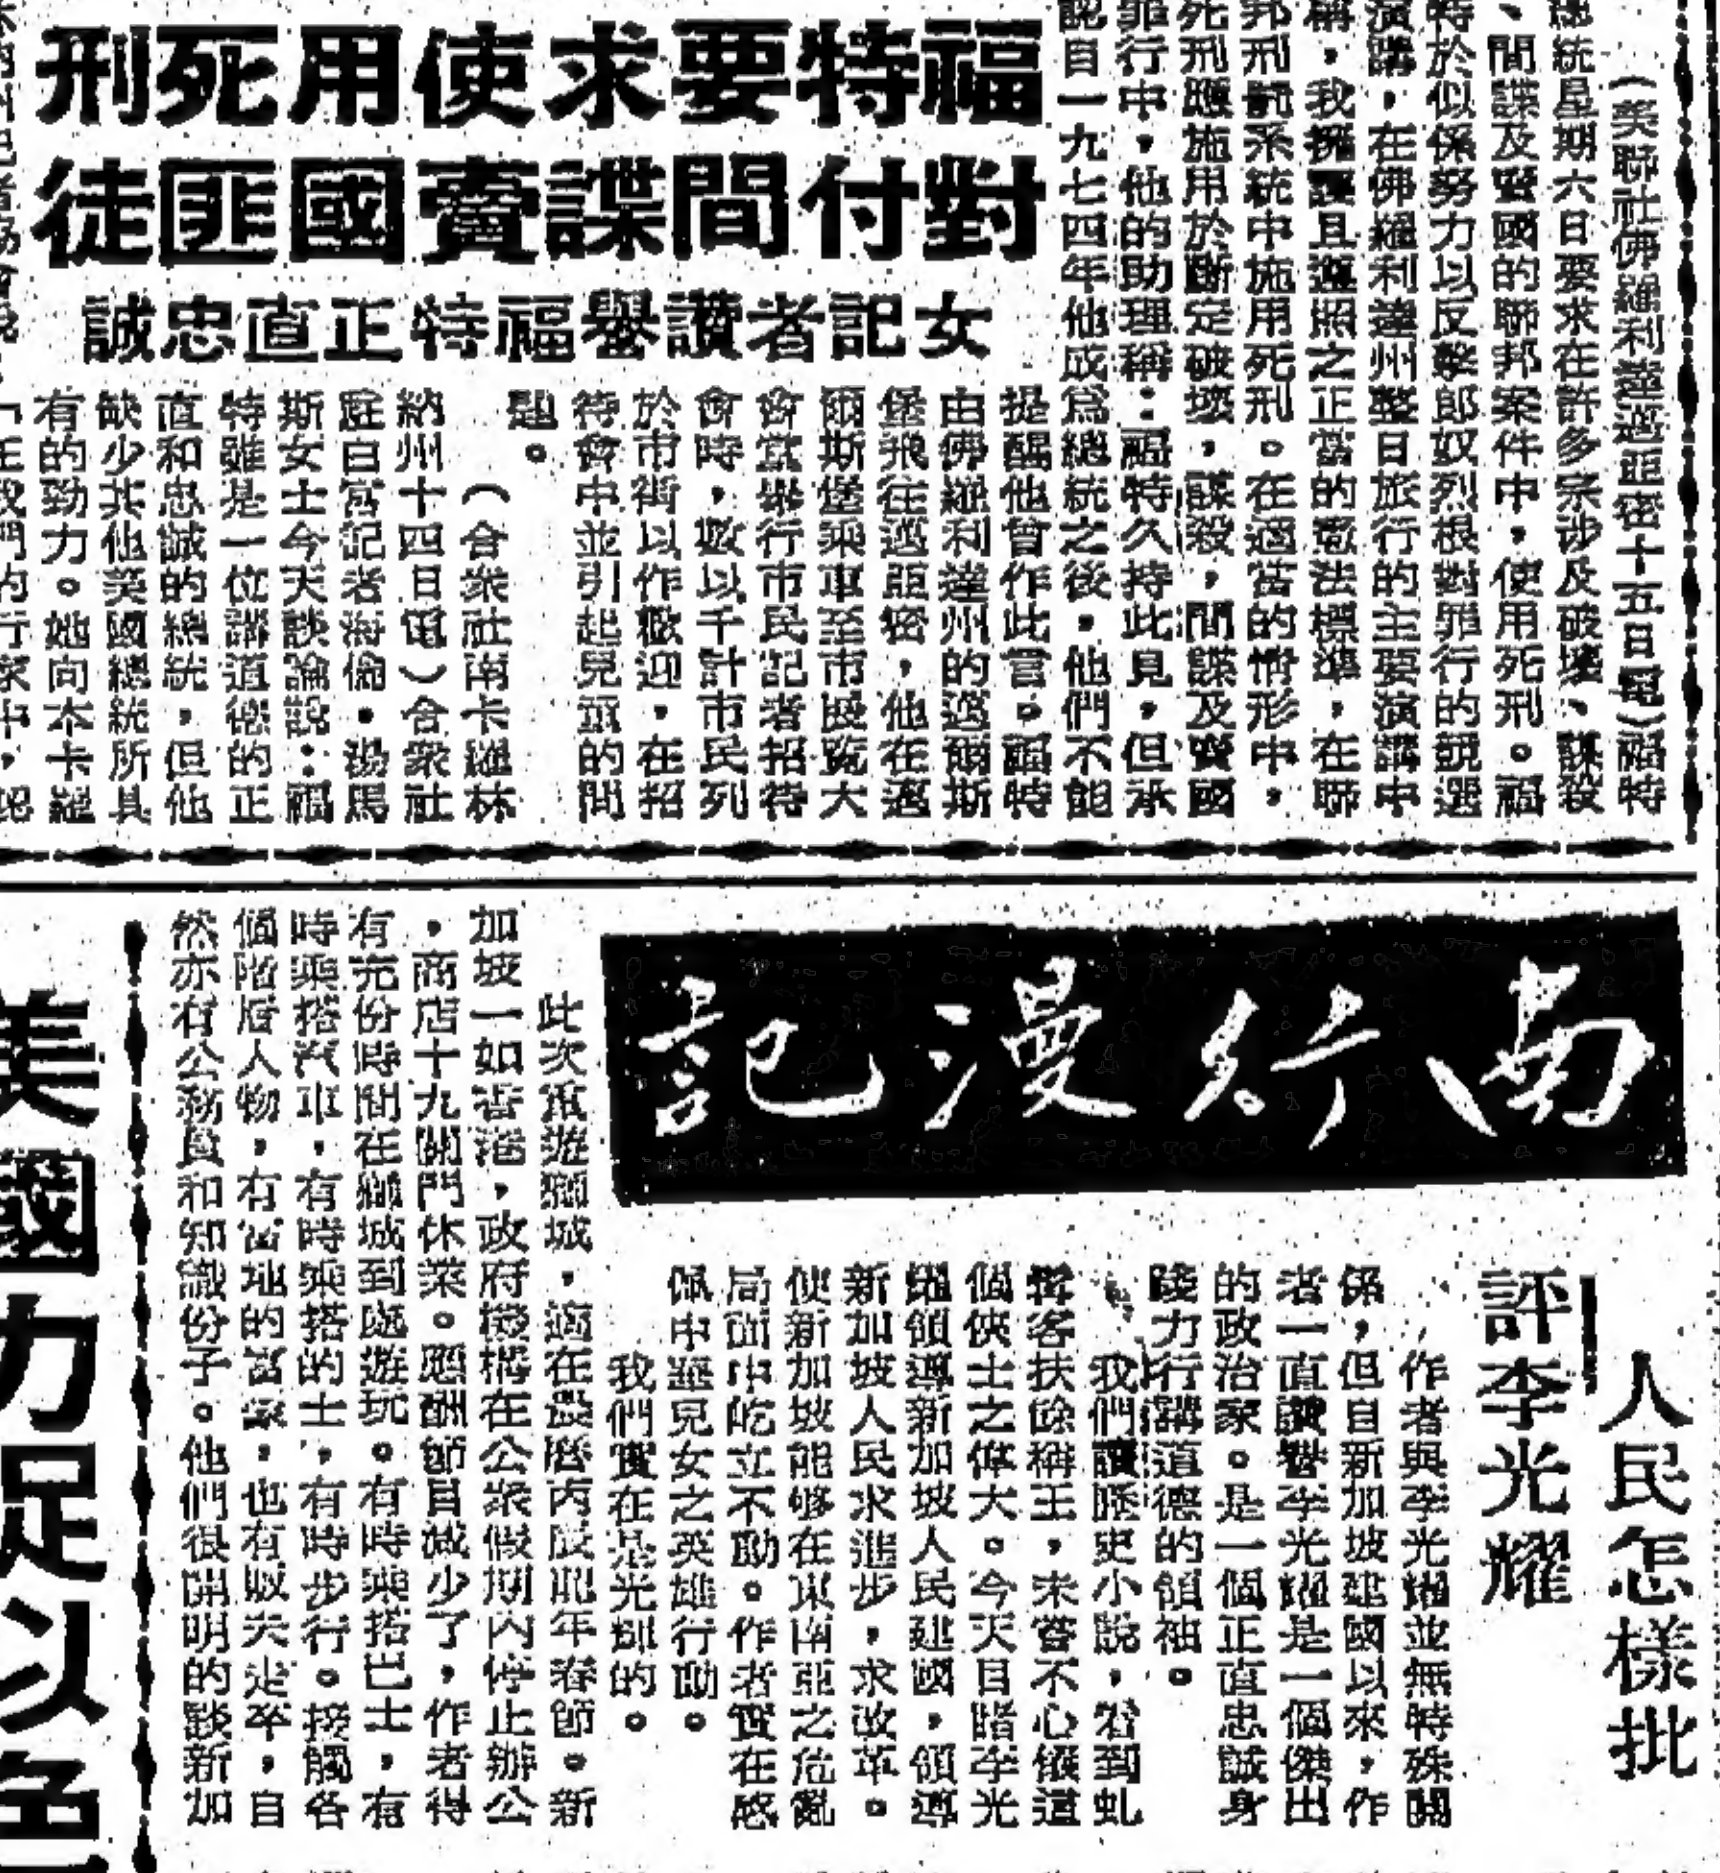 福特要求使用死刑
對付間諜賣國匪徒
女記者讚譽福特正直忠誠
(美聯社佛羅利達邁亞密十五日電)福特
總統星期六日要求在許多宗涉及破壞、謀殺
、間諜及賣國的聯邦案件中，使用死刑。福
特於似係努力以反擊郎奴烈根對罪行的競選
演講，在佛羅利達州整日旅行的主要演講中
稱，我擁護且遵照之正當的憲法標準，在聯
邦刑罰系統中施用死刑。在適當的情形中，
死刑應施用於斷定破壞，謀殺，間諜及賣國
罪行中，他的助理稱：福特久持此見，但承
認自一九七四年他成爲總統之後，他們不能
提醒他曾作此言。福特
由佛羅利達州的邁爾斯
堡飛往邁亞密，他在邁
爾斯堡乘車至市展覽大
會當舉行市民記者招待
會時，數以千計市民列
於市街以作歡迎，在招
待會中並引起見頭的問
題。
(合衆社南卡羅林
納州十四日電)合衆社
駐白宮記者海倫·湯馬
斯女士今天談論說：福
特雖是一位講道德的正
直和忠誠的總統，但他
缺少其他美國總統所具
有的勁力。她向本卡羅
南行漫記
人民怎樣批
評李光耀
作者與李光耀並無特殊關
係，但自新加坡建國以來，作
者一直讚譽李光耀是一個傑出
的政治家。是一個正直忠誠身
踐力行講道德的領袖。
我們讀歷史小說，看到虬
髯客扶餘稱王，未嘗不心儀這
個俠士之偉大。今天目睹李光
耀領導新加坡人民建國，領導
新加坡人民求進步，求改革。
使新加坡能够在東南亞之危亂
局面中屹立不動。作者實在感
佩中華兒女之英雄行動。
我們實在是光輝的。
此次重遊獅城，適在農曆丙辰肥年春節。新
加坡一如香港，政府機構在公衆假期內停止辦公
，商店十九關門休業。應酬節目減少了，作者得
有充份時間在獅城到處遊玩。有時乘搭巴士，有
時乘搭汽車，有時乘搭的士，有時步行。接觸各
個階層人物，有當地的富豪，也有販夫走卒，自
然亦有公務員和知識份子。他們很開明的談新加
美國力足以